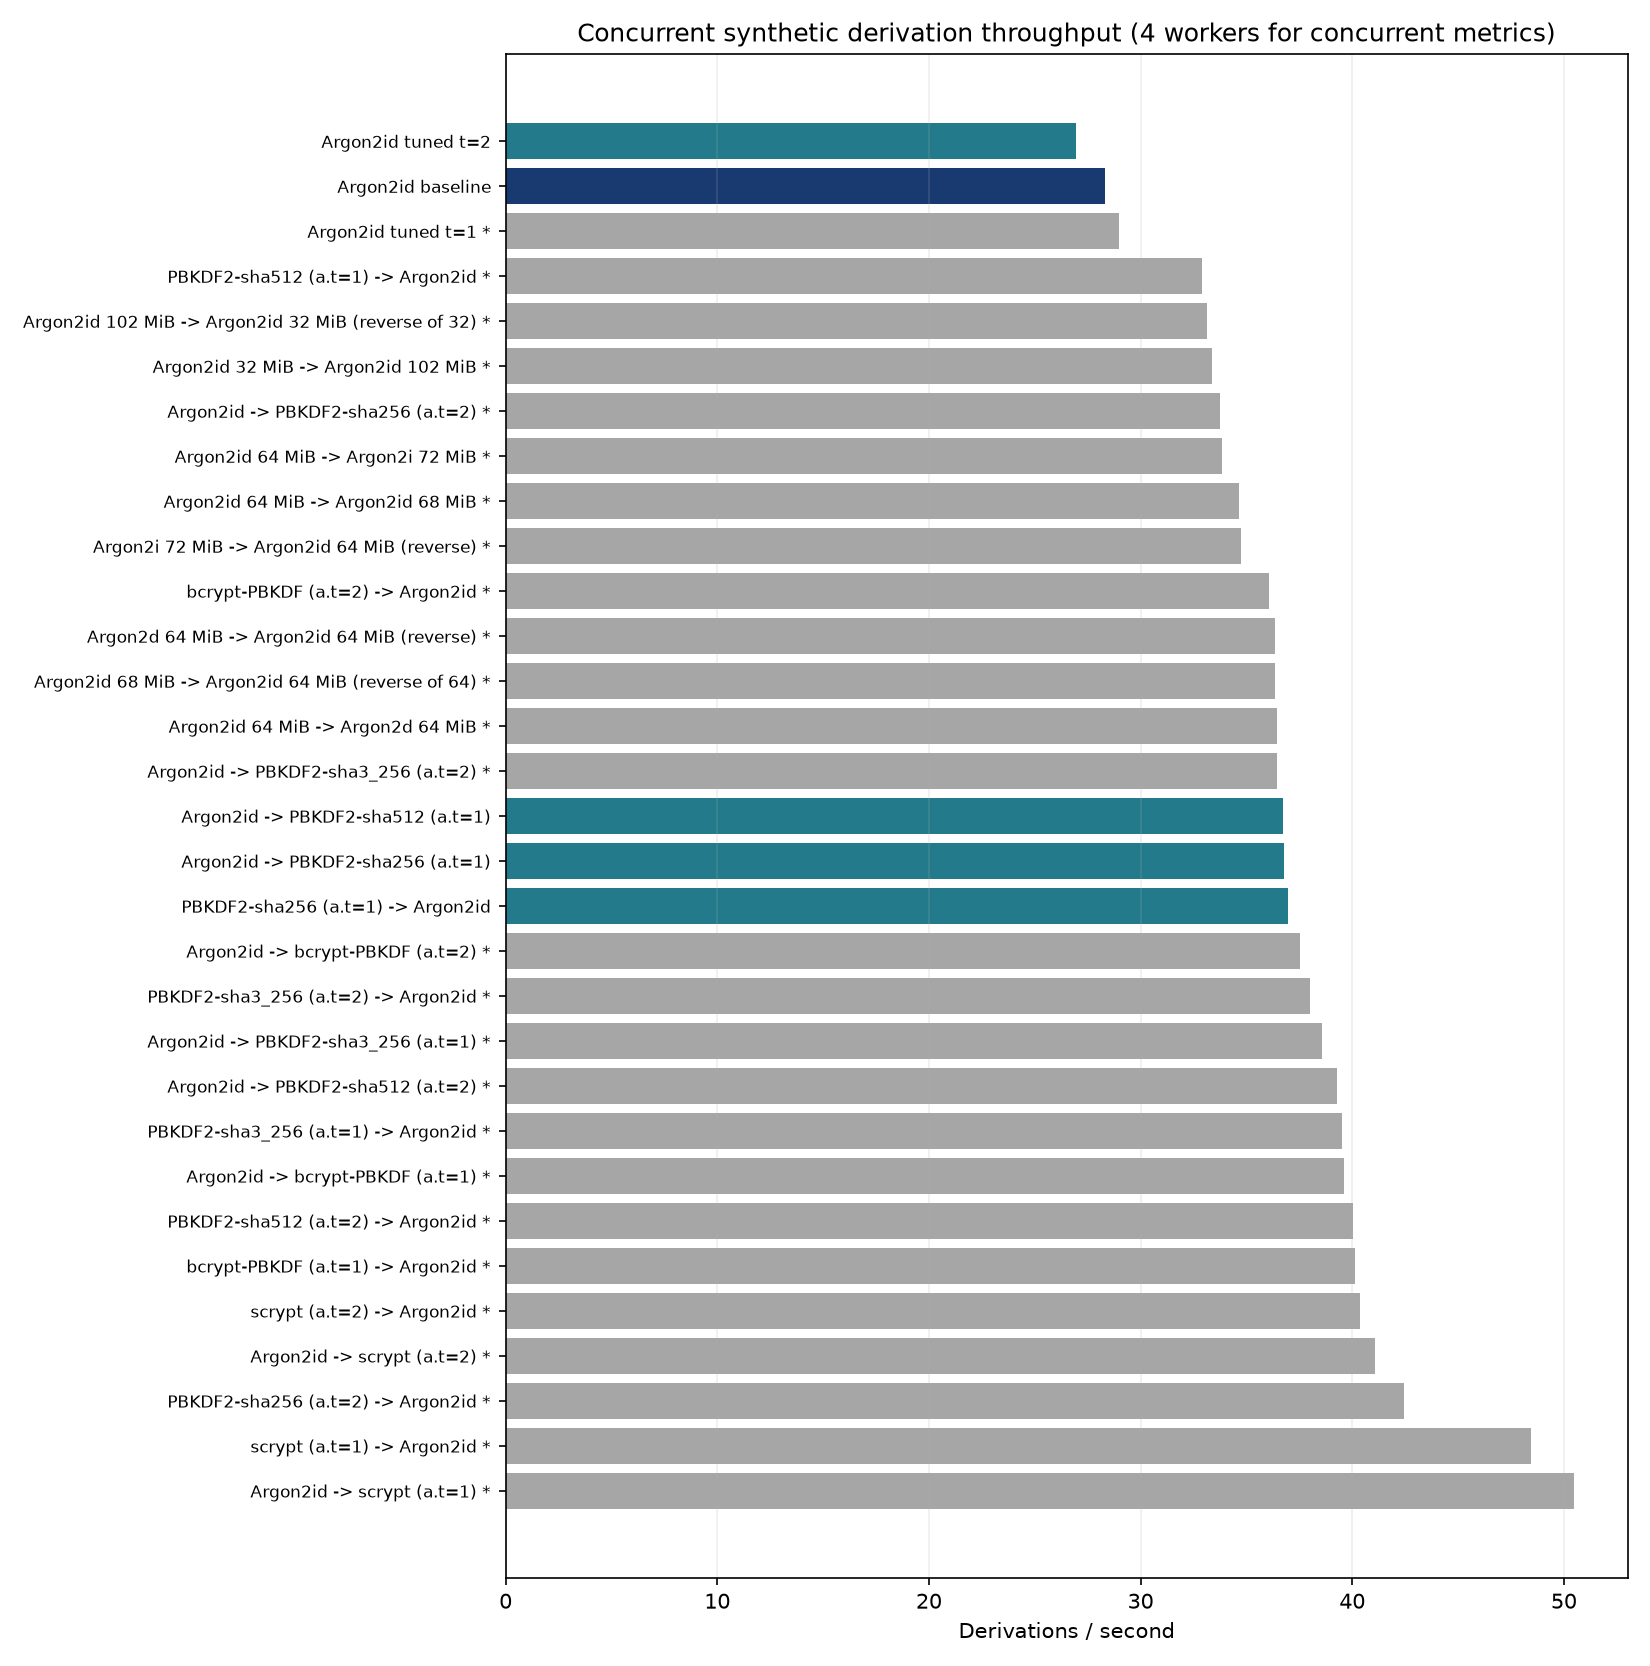 Concurrent synthetic derivation throughput (4 workers for concurrent metrics)
Argon2id tuned t=2
Argon2id baseline
Argon2id tuned t=1 *
PBKDF2-sha512 (a.t=1) -> Argon2id *
Argon2id 102 MiB -> Argon2id 32 MiB (reverse of 32) *
Argon2id 32 MiB -> Argon2id 102 MiB *
Argon2id -> PBKDF2-sha256 (a.t=2) *
Argon2id 64 MiB -> Argon2i 72 MiB *
Argon2id 64 MiB -> Argon2id 68 MiB *
Argon2i 72 MiB -> Argon2id 64 MiB (reverse) *
bcrypt-PBKDF (a.t=2) -> Argon2id *
Argon2d 64 MiB -> Argon2id 64 MiB (reverse) *
Argon2id 68 MiB -> Argon2id 64 MiB (reverse of 64) *
Argon2id 64 MiB -> Argon2d 64 MiB *
Argon2id -> PBKDF2-sha3_256 (a.t=2) *
Argon2id -> PBKDF2-sha512 (a.t=1)
Argon2id -> PBKDF2-sha256 (a.t=1)
PBKDF2-sha256 (a.t=1) -> Argon2id
Argon2id -> bcrypt-PBKDF (a.t=2) *
PBKDF2-sha3_256 (a.t=2) -> Argon2id *
Argon2id -> PBKDF2-sha3_256 (a.t=1) *
Argon2id -> PBKDF2-sha512 (a.t=2) *
PBKDF2-sha3_256 (a.t=1) -> Argon2id *
Argon2id -> bcrypt-PBKDF (a.t=1) *
PBKDF2-sha512 (a.t=2) -> Argon2id *
bcrypt-PBKDF (a.t=1) -> Argon2id *
scrypt (a.t=2) -> Argon2id *
Argon2id -> scrypt (a.t=2) *
PBKDF2-sha256 (a.t=2) -> Argon2id *
scrypt (a.t=1) -> Argon2id *
Argon2id -> scrypt (a.t=1) *
0 10 20 30 40 50
Derivations / second